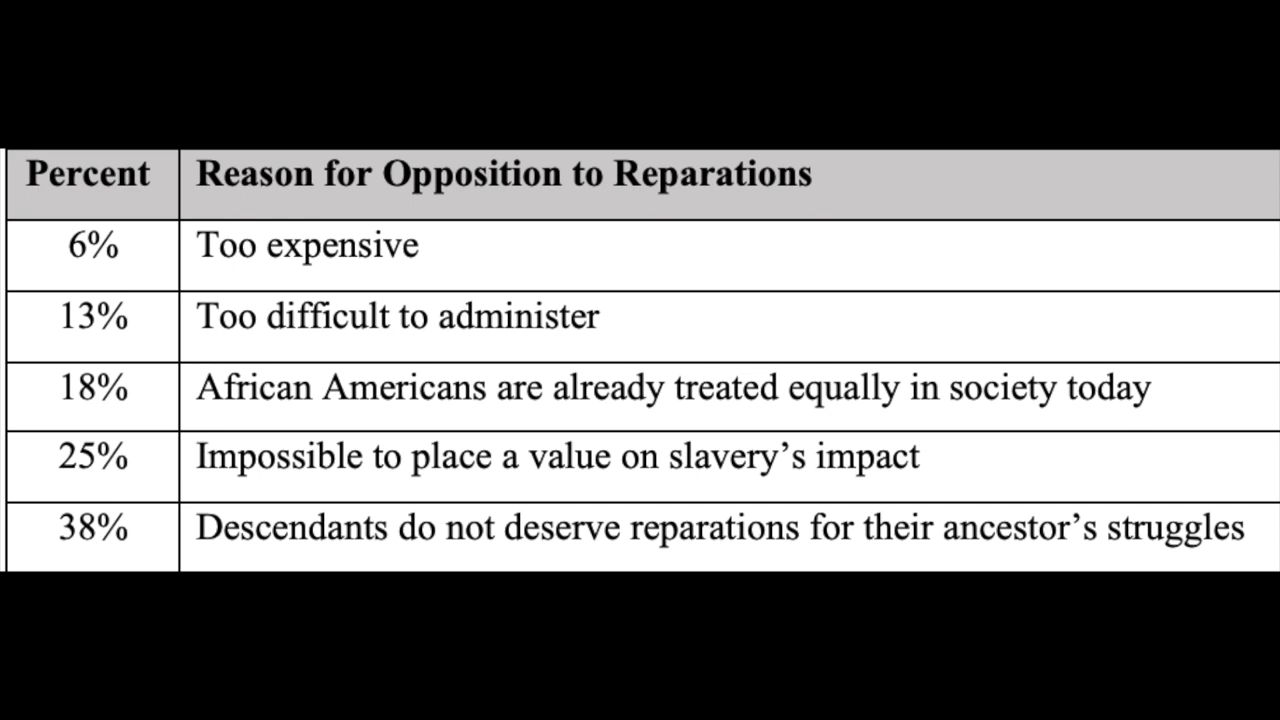 Percent Reason for Opposition to Reparations
6% Too expensive
13% Too difficult to administer
18% African Americans are already treated equally in society today
25% Impossible to place a value on slavery’s impact
38% Descendants do not deserve reparations for their ancestor’s struggles